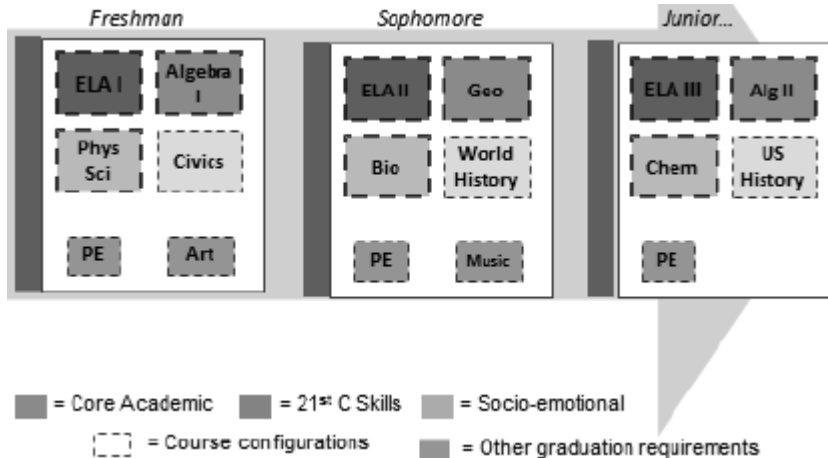 Freshman
Sophomore
Junior...
ELA I
Algebra
I
Phys
Sci
Civics
PE
Art
ELA II
Geo
Bio
World
History
PE
Music
ELA III
Alg II
Chem
US
History
PE
= Core Academic
= 21st C Skills
= Socio-emotional
= Course configurations
= Other graduation requirements